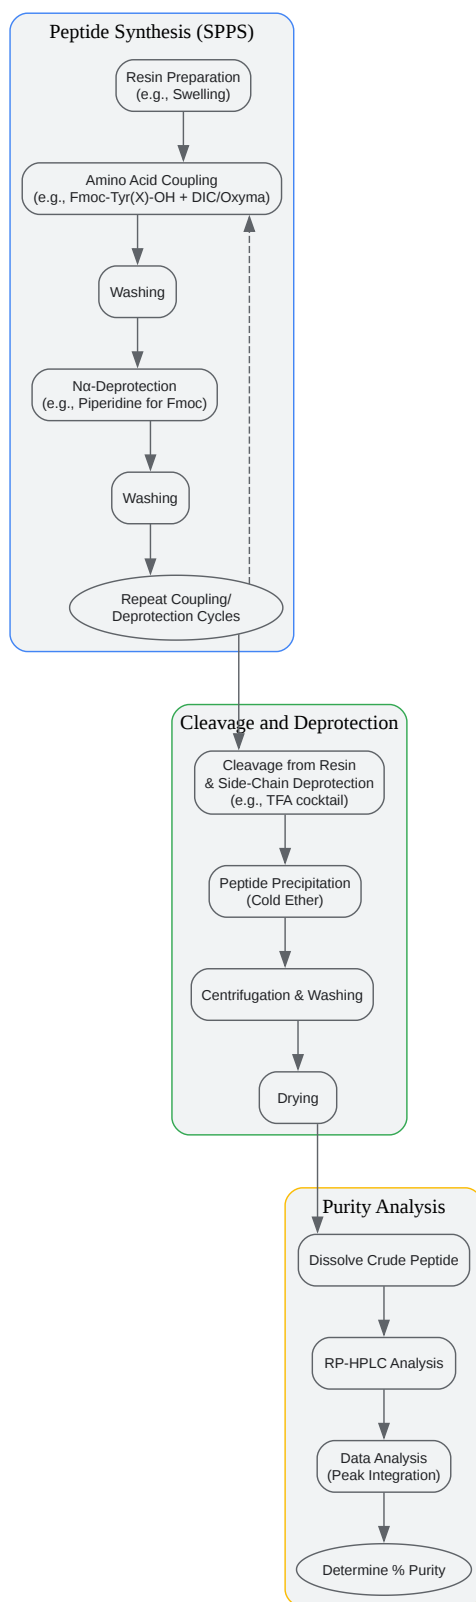 Peptide Synthesis (SPPS)
Resin Preparation
(e.g., Swelling)
Amino Acid Coupling
(e.g., Fmoc-Tyr(X)-OH + DIC/Oxyma)
Washing
Nα-Deprotection
(e.g., Piperidine for Fmoc)
Washing
Repeat Coupling/
Deprotection Cycles
Cleavage and Deprotection
Cleavage from Resin
& Side-Chain Deprotection
(e.g., TFA cocktail)
Peptide Precipitation
(Cold Ether)
Centrifugation & Washing
Drying
Purity Analysis
Dissolve Crude Peptide
RP-HPLC Analysis
Data Analysis
(Peak Integration)
Determine % Purity